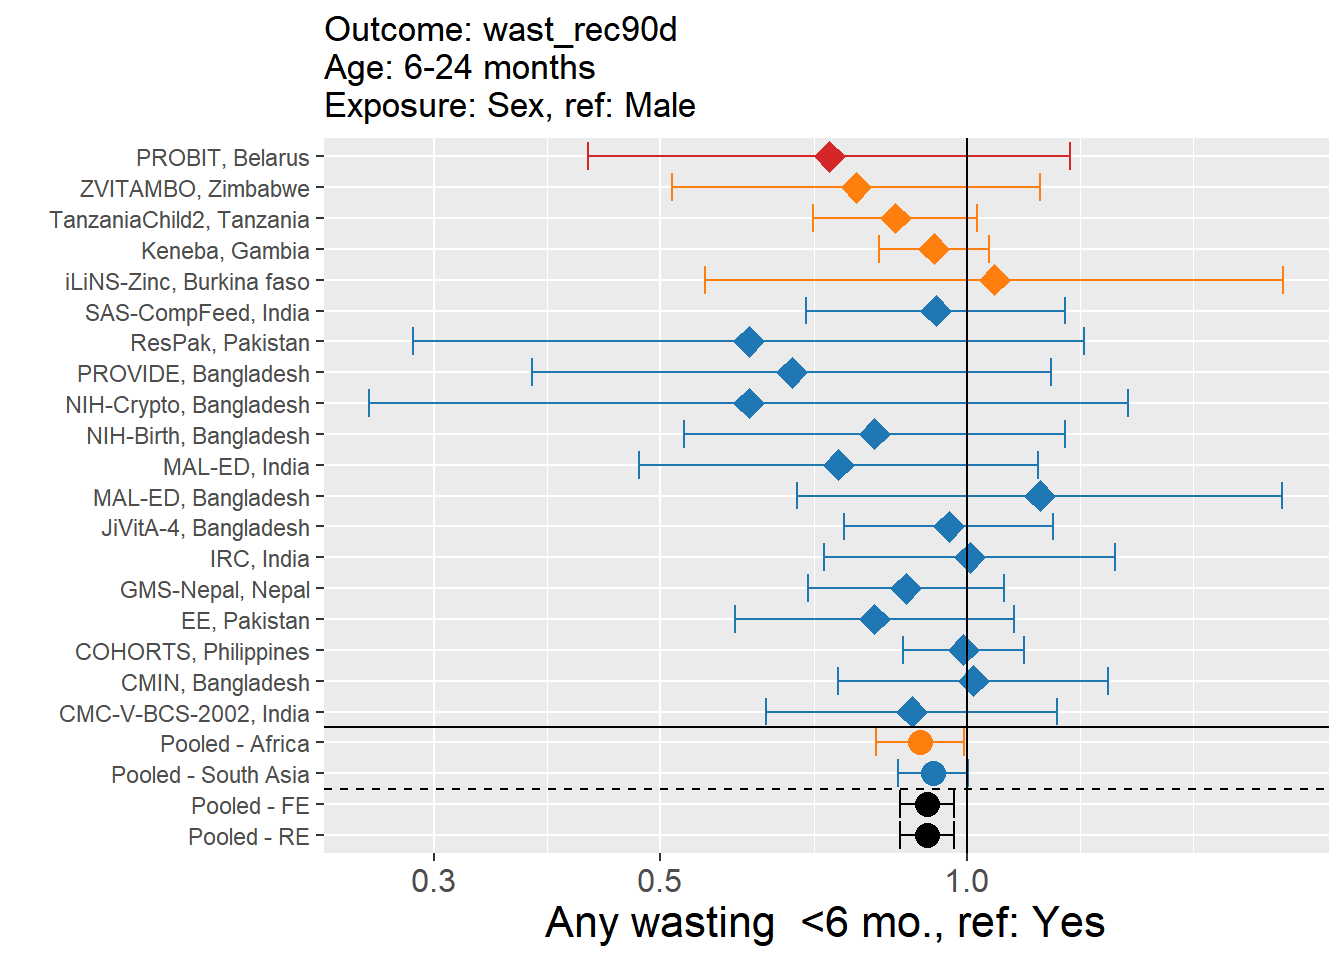 Outcome: wast_rec90d
Age: 6-24 months
Exposure: Sex, ref: Male
PROBIT, Belarus
ZVITAMBO, Zimbabwe
TanzaniaChild2, Tanzania
Keneba, Gambia
iLiNS-Zinc, Burkina faso
SAS-CompFeed, India
ResPak, Pakistan
PROVIDE, Bangladesh
NIH-Crypto, Bangladesh
NIH-Birth, Bangladesh
MAL-ED, India
MAL-ED, Bangladesh
JiVitA-4, Bangladesh
IRC, India
GMS-Nepal, Nepal
EE, Pakistan
COHORTS, Philippines
CMIN, Bangladesh
CMC-V-BCS-2002, India
Pooled - Africa
Pooled - South Asia
Pooled - FE
Pooled - RE
0.3 0.5 1.0
Any wasting  <6 mo., ref: Yes